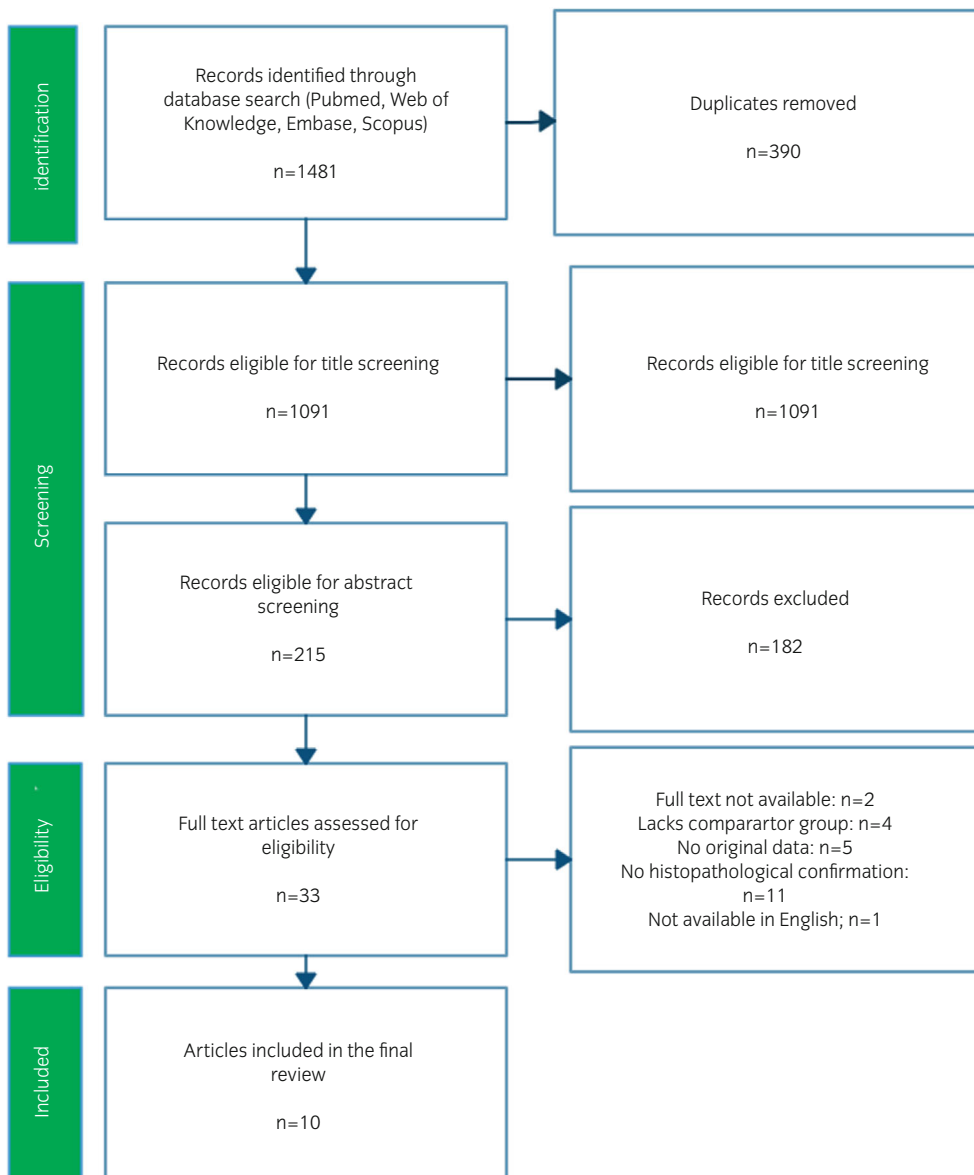 identification
Records identified through
database search (Pubmed, Web of
Knowledge, Embase, Scopus)
n=1481
Duplicates removed
n=390
Screening
Records eligible for title screening
n=1091
Records eligible for title screening
n=1091
Records eligible for abstract
screening
n=215
Records excluded
n=182
Eligibility
Full text articles assessed for
eligibility
n=33
Full text not available: n=2
Lacks comparartor group: n=4
No original data: n=5
No histopathological confirmation:
n=11
Not available in English; n=1
Included
Articles included in the final
review
n=10